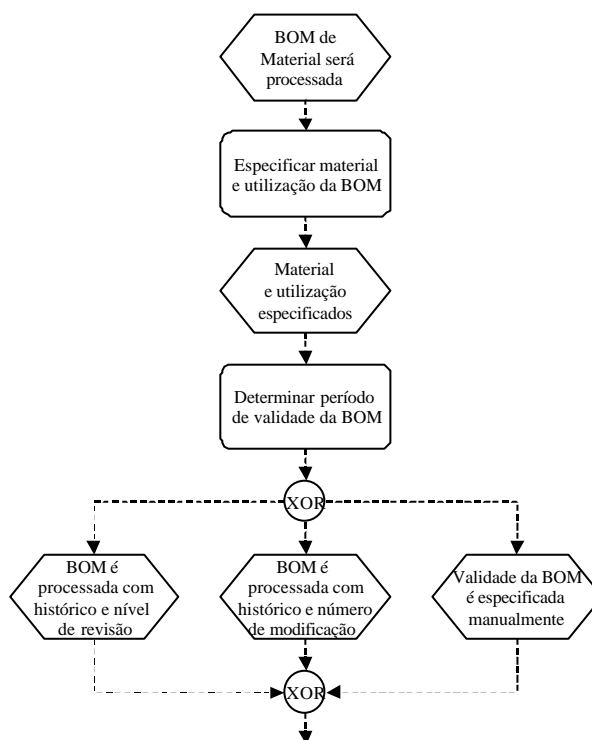 BOM de
Material será
processada
Especificar material
e utilização da BOM
Material
e utilização
especificados
Determinar período
de validade da BOM
XOR
BOM é
processada com
histórico e nível
de revisão
BOM é
processada com
histórico e número
de modificação
Validade da BOM
é especificada
manualmente
XOR